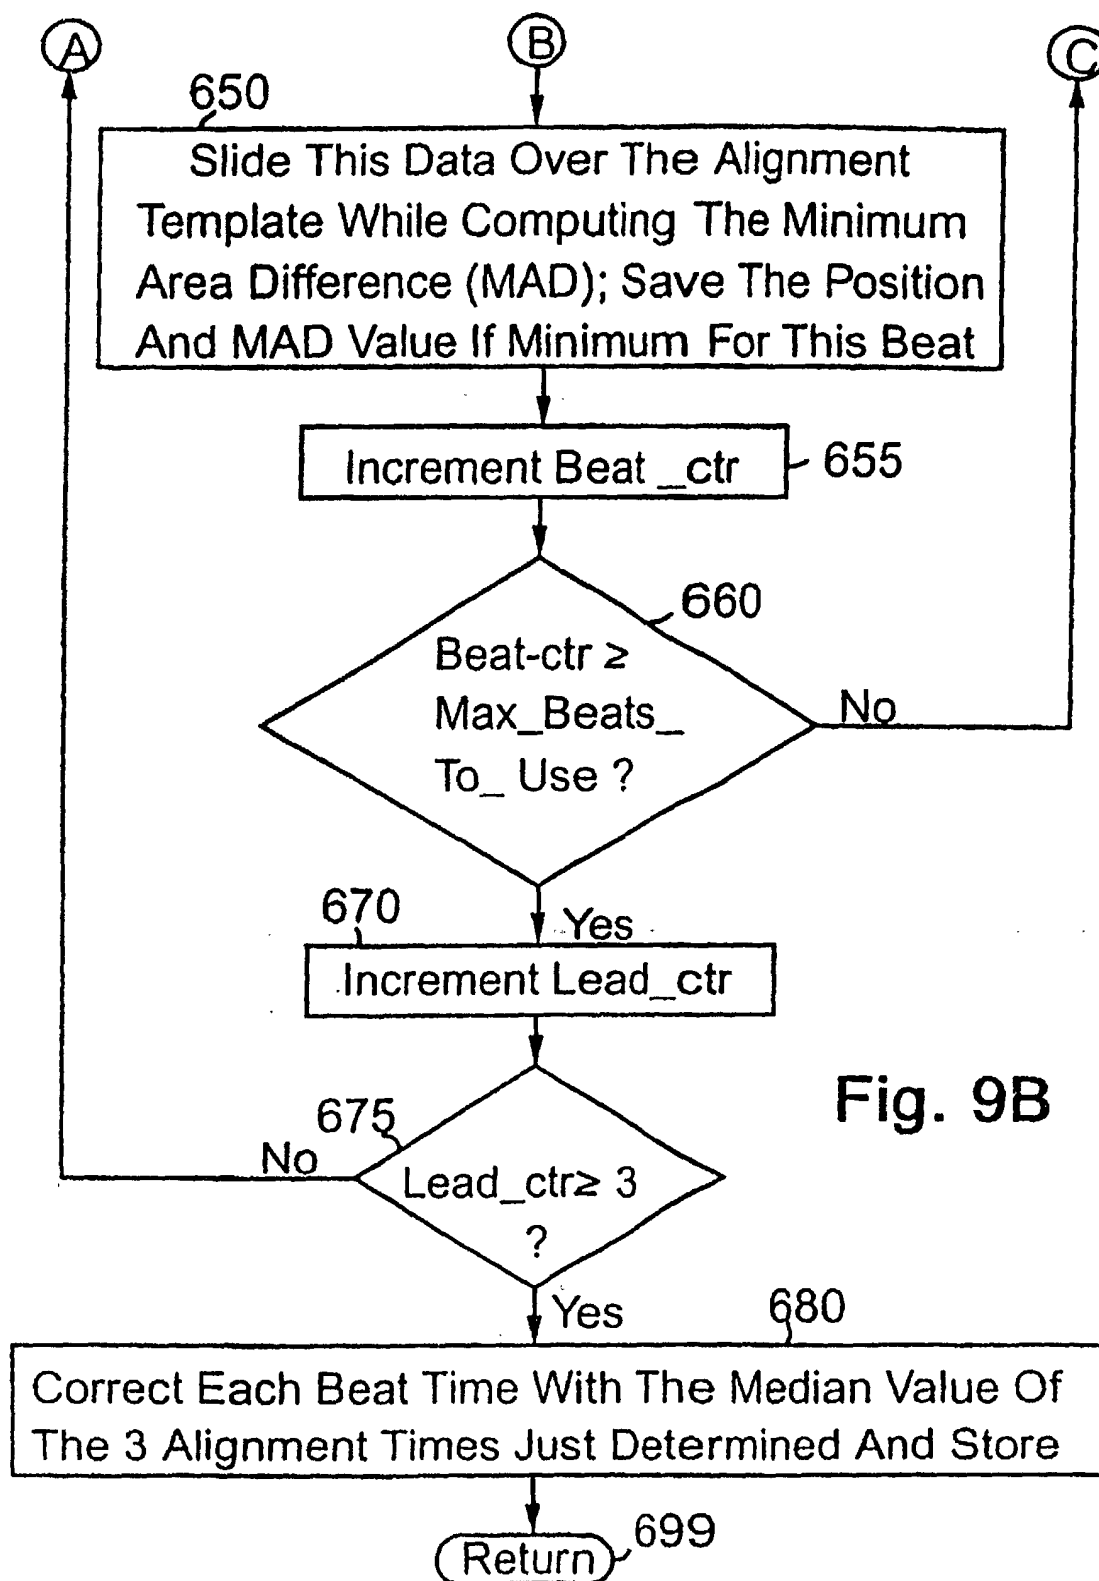 A
B
C
650
Slide This Data Over The Alignment
Template While Computing The Minimum
Area Difference (MAD); Save The Position
And MAD Value If Minimum For This Beat
Increment Beat _ctr
655
660
Beat-ctr ≥
Max_Beats_
To_ Use ?
No
Yes
670
Increment Lead_ctr
Fig. 9B
675
No
Lead_ctr≥ 3
?
Yes
680
Correct Each Beat Time With The Median Value Of
The 3 Alignment Times Just Determined And Store
Return
699